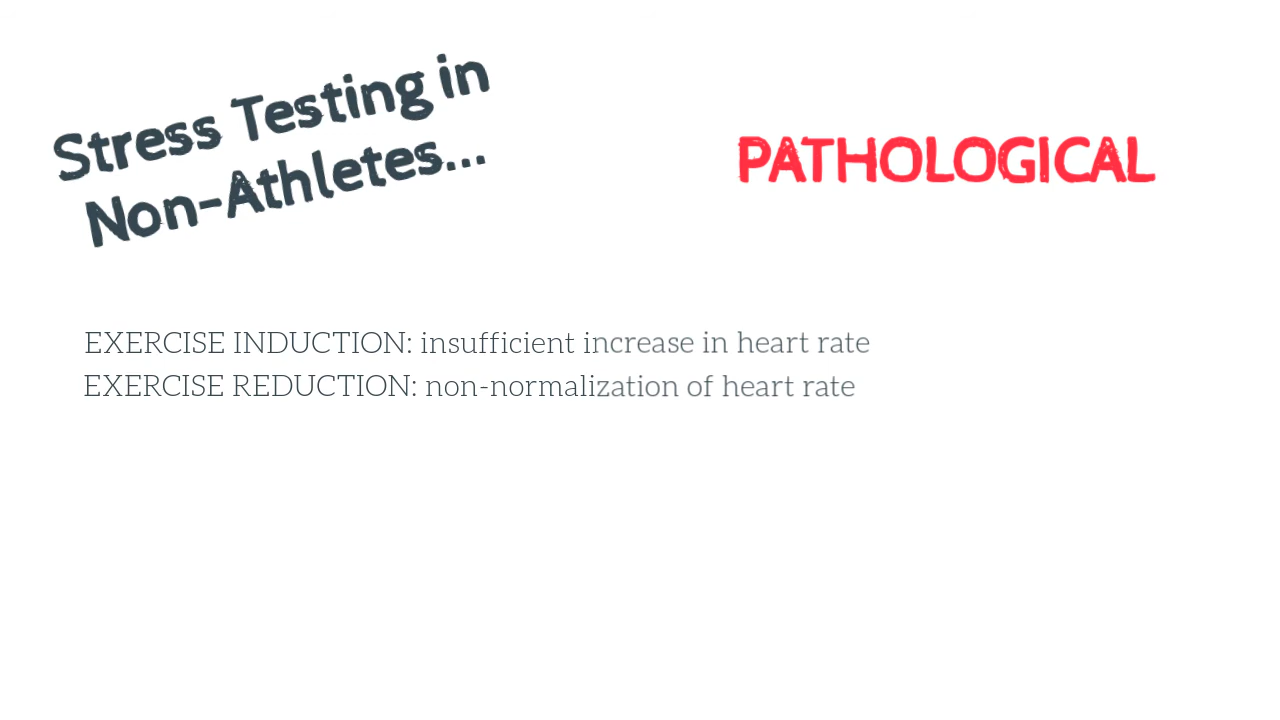 Stress Testing in
Non-Athletes...
PATHOLOGICAL
EXERCISE INDUCTION: insufficient increase in heart rate
EXERCISE REDUCTION: non-normalization of heart rate